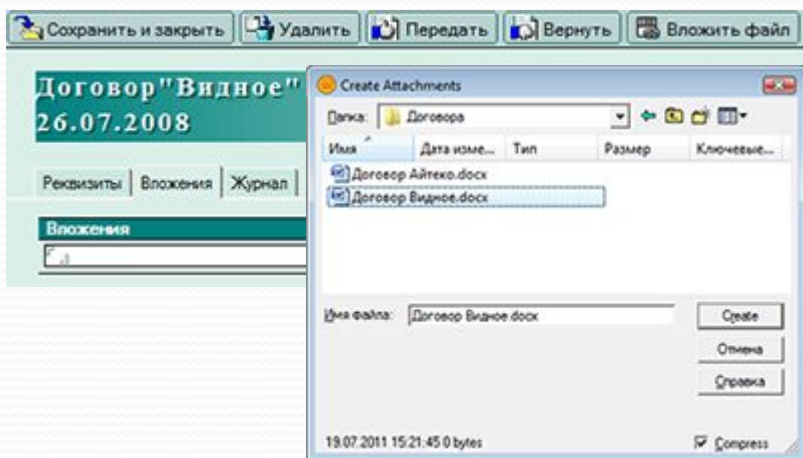 Сохранить и закрыть Удалить Передать Вернуть Вложить файл
Договор"Видное"
26.07.2008
Реквизиты Вложения Журнал
Вложения
Create Attachments
Папка: Договора
Имя Дата изме... Тип Размер Ключевые...
Договор Айтеко.docx
Договор Видное.docx
Имя файла: Договор Видное.docx
Create
Отмена
Справка
19.07.2011 15:21:45 0 bytes
Compress